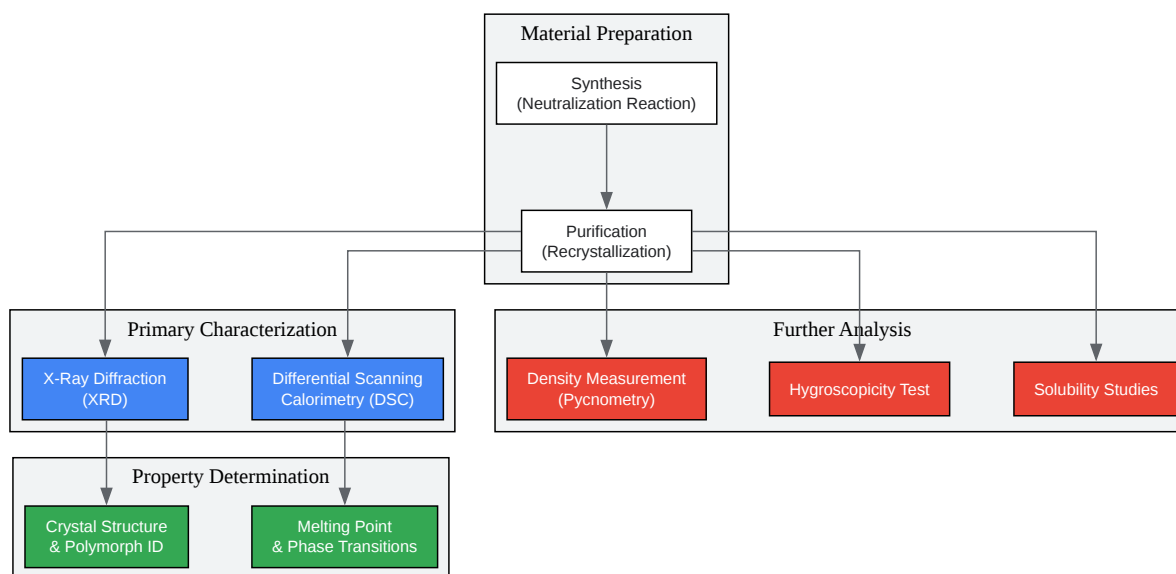 Material Preparation
Synthesis
(Neutralization Reaction)
Purification
(Recrystallization)
Primary Characterization
X-Ray Diffraction
(XRD)
Differential Scanning
Calorimetry (DSC)
Further Analysis
Density Measurement
(Pycnometry)
Hygroscopicity Test
Solubility Studies
Property Determination
Crystal Structure
& Polymorph ID
Melting Point
& Phase Transitions